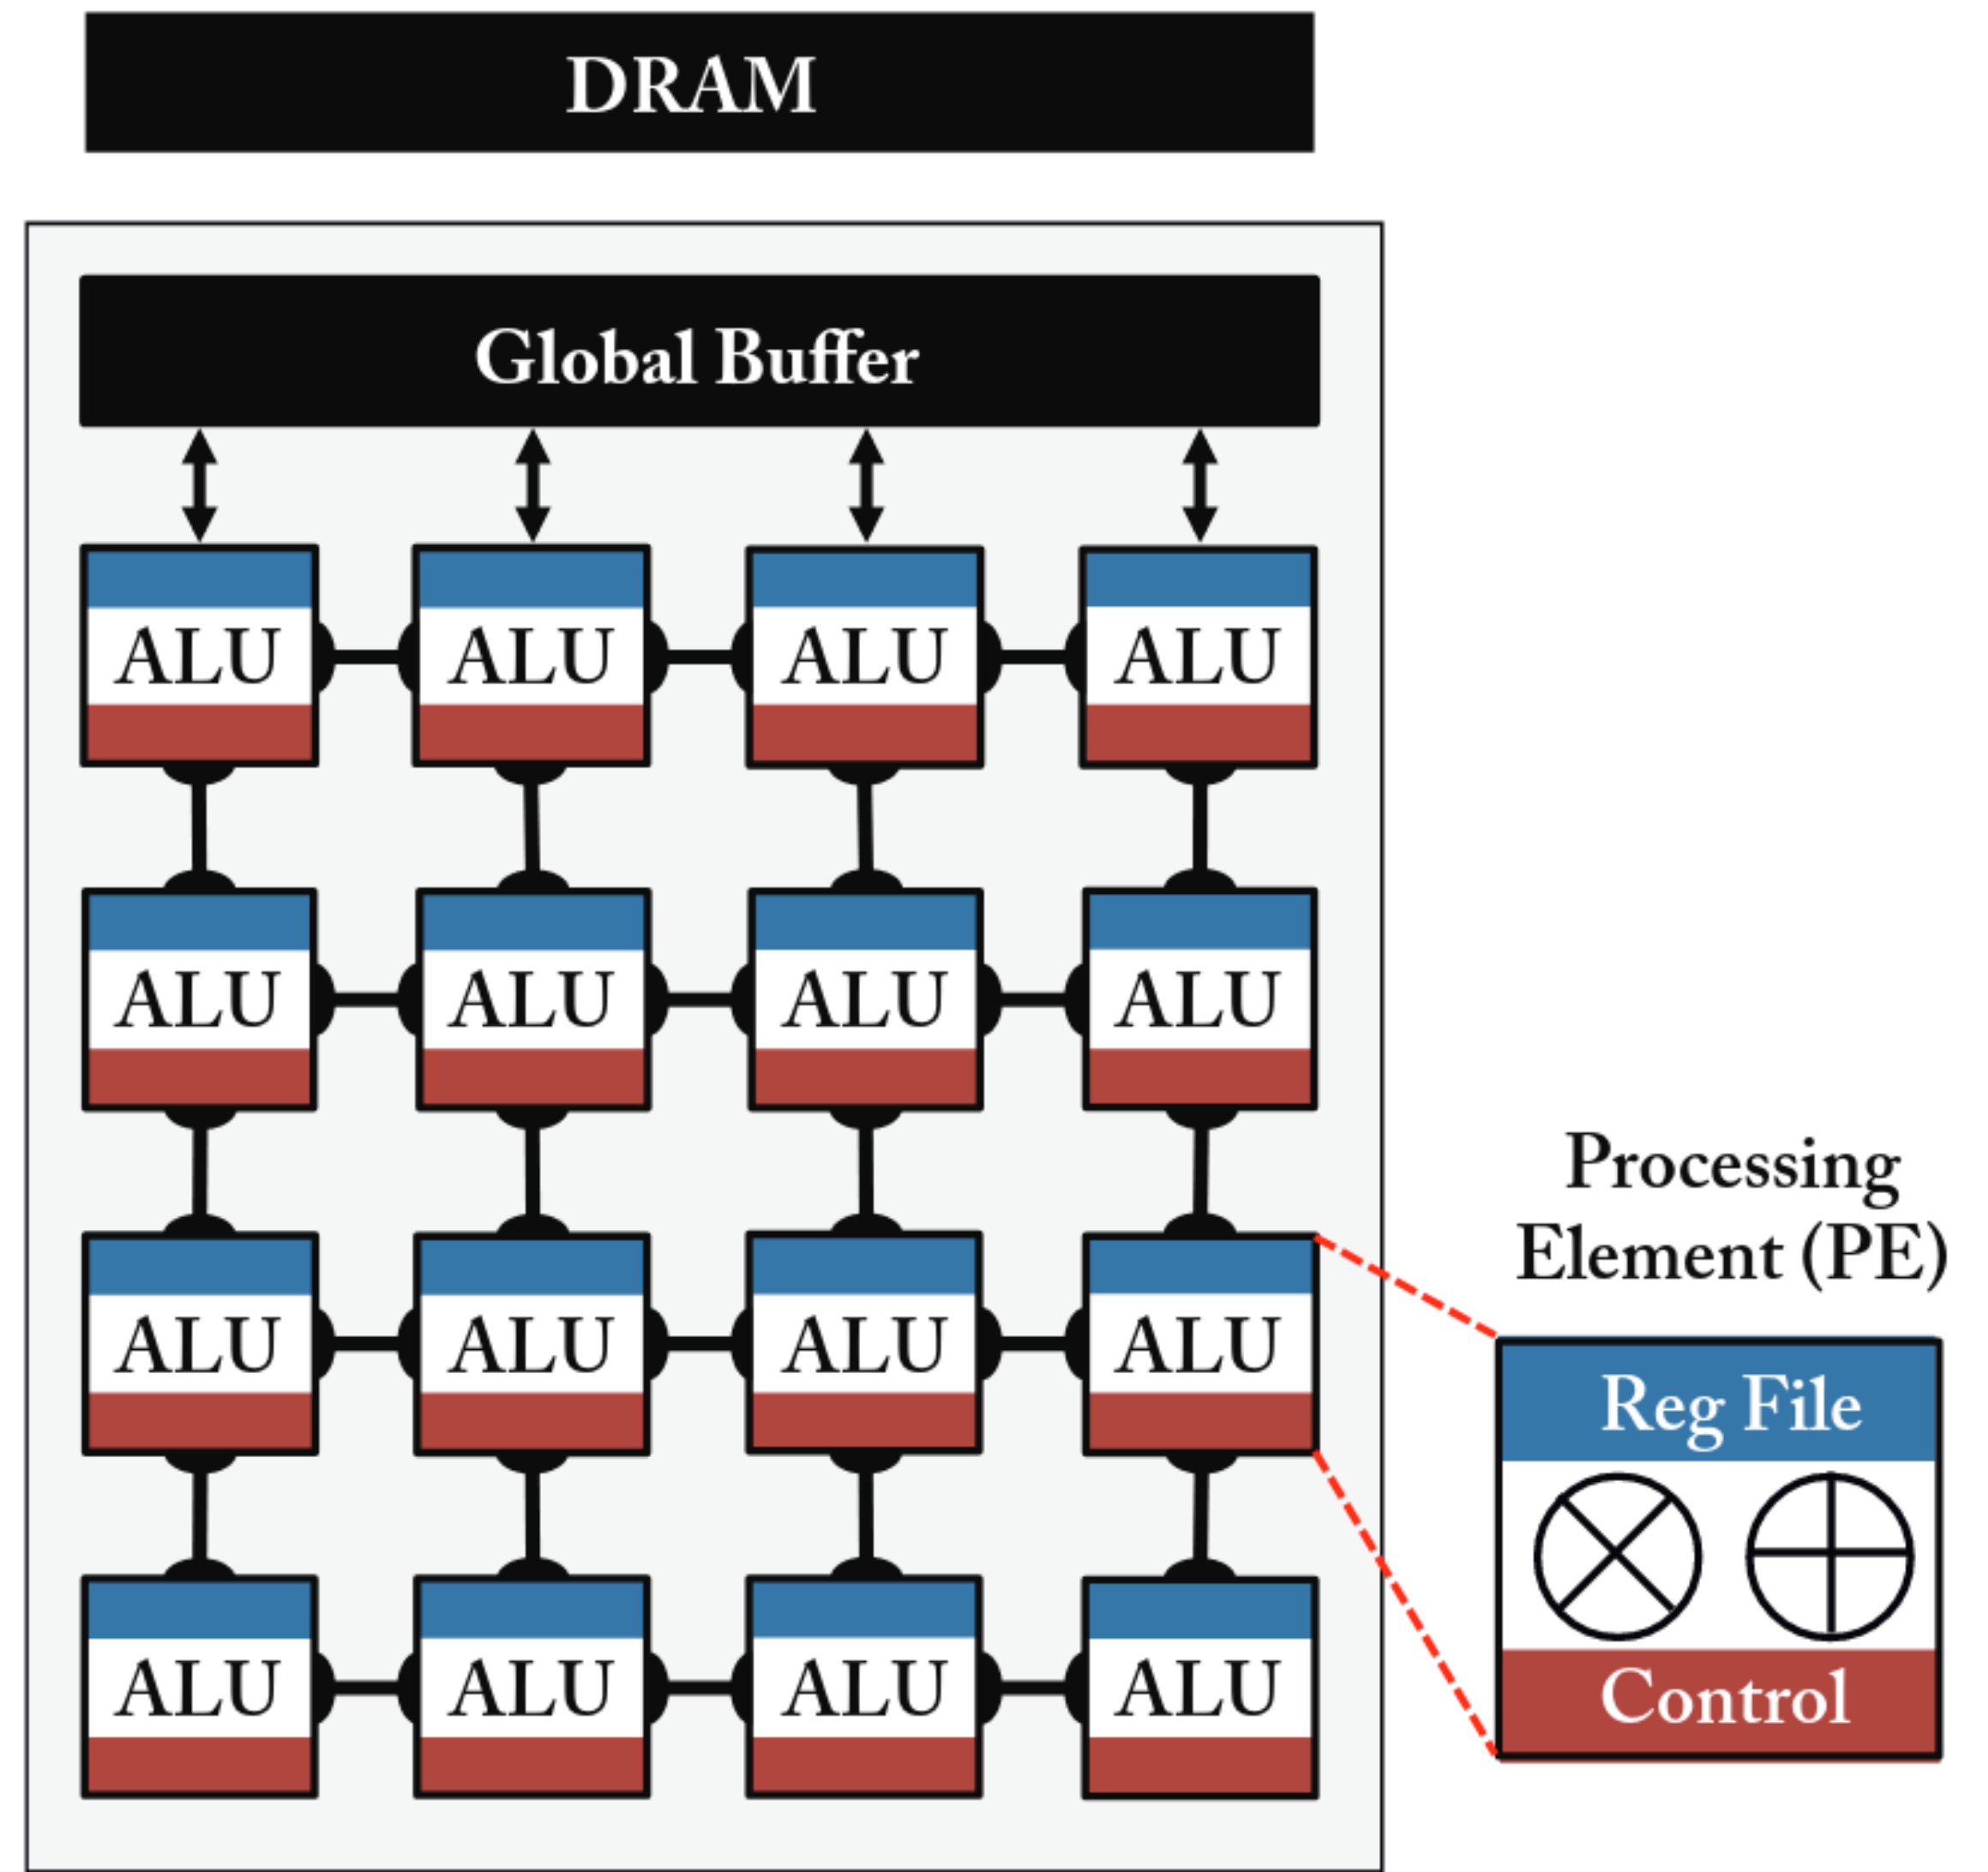 DRAM
Global Buffer
ALU ALU ALU ALU
ALU ALU ALU ALU
ALU ALU ALU ALU
ALU ALU ALU ALU
Processing
Element (PE)
Reg File
Control